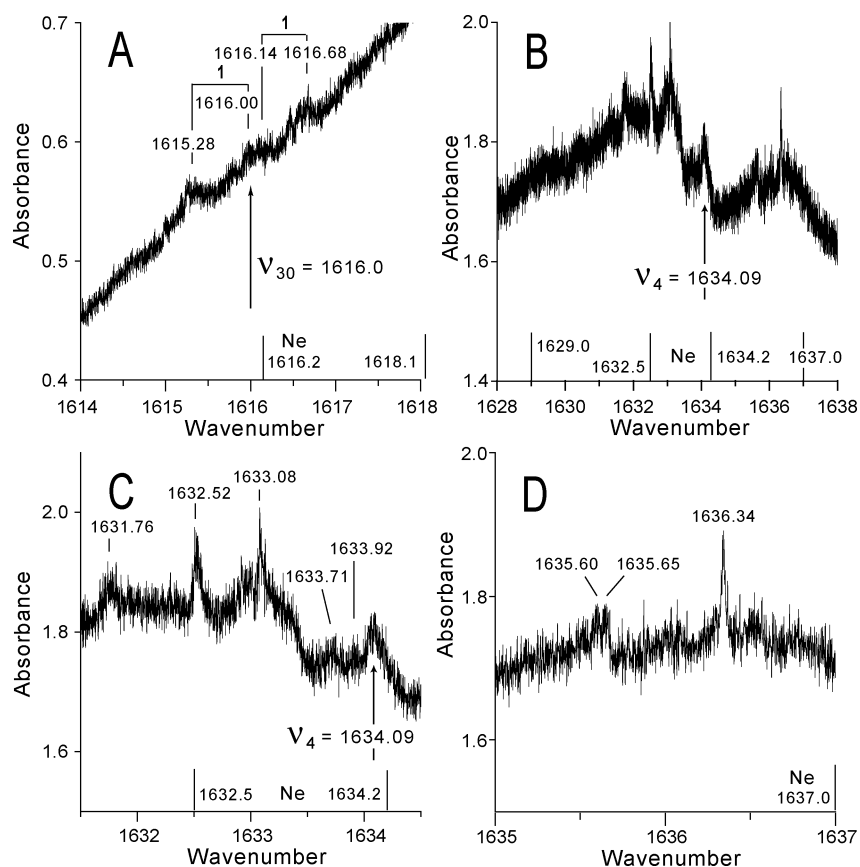 A
0.7
0.6
0.5
0.4
Absorbance
1
1616.14 1616.68
1
1616.00
1615.28
ν30 = 1616.0
Ne
1616.2
1618.1
1614 1615 1616 1617 1618
Wavenumber
B
2.0
1.8
1.6
1.4
Absorbance
ν4 = 1634.09
1629.0
1632.5
Ne
1634.2
1637.0
1628 1630 1632 1634 1636 1638
Wavenumber
C
2.0
1.8
1.6
Absorbance
1633.08
1632.52
1631.76
1633.92
1633.71
ν4 = 1634.09
1632.5 Ne 1634.2
1632 1633 1634
Wavenumber
D
2.0
1.8
1.6
Absorbance
1636.34
1635.60 1635.65
Ne
1637.0
1635 1636 1637
Wavenumber